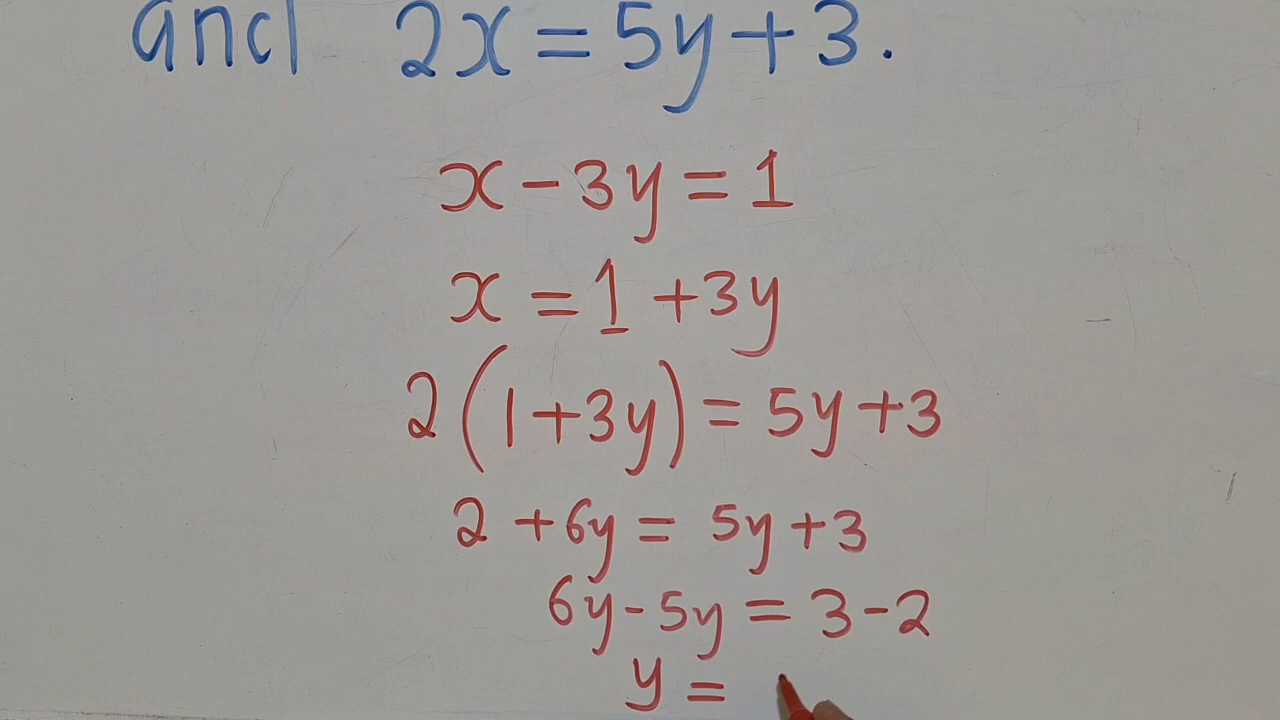 and 2x = 5y + 3.
x - 3y = 1
x = 1 + 3y
2(1 + 3y) = 5y + 3
2 + 6y = 5y + 3
6y - 5y = 3 - 2
y =